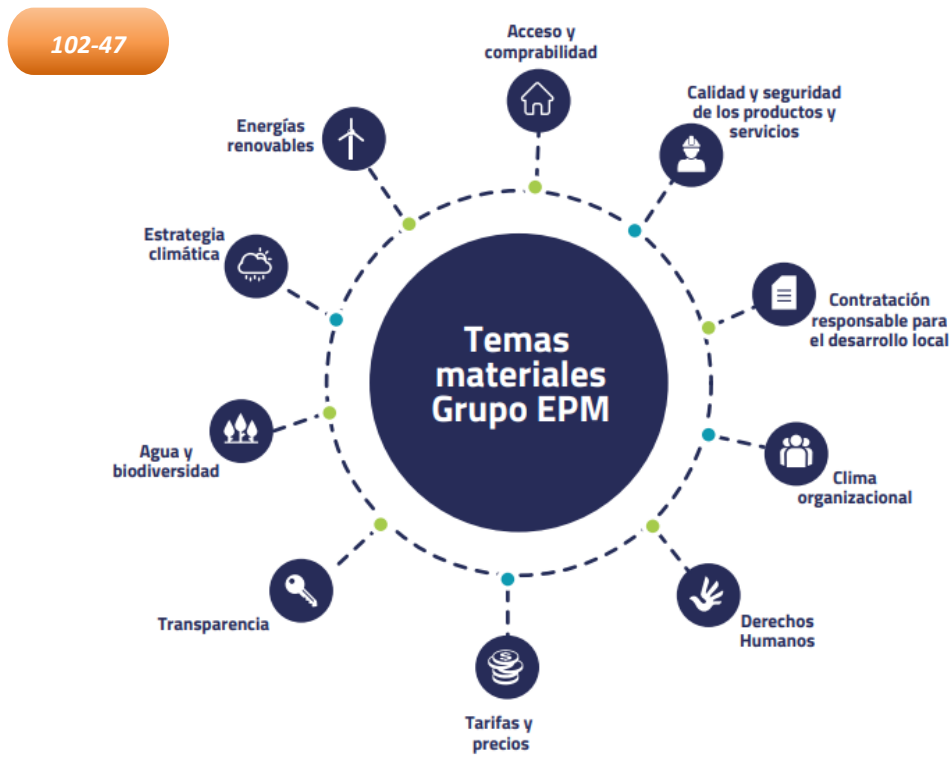 102-47
Acceso y
comprabilidad
Calidad y seguridad
de los productos y
servicios
Contratación
responsable para
el desarrollo local
Clima
organizacional
Derechos
Humanos
Tarifas y
precios
Transparencia
Agua y
biodiversidad
Estrategia
climática
Energías
renovables
Temas
materiales
Grupo EPM